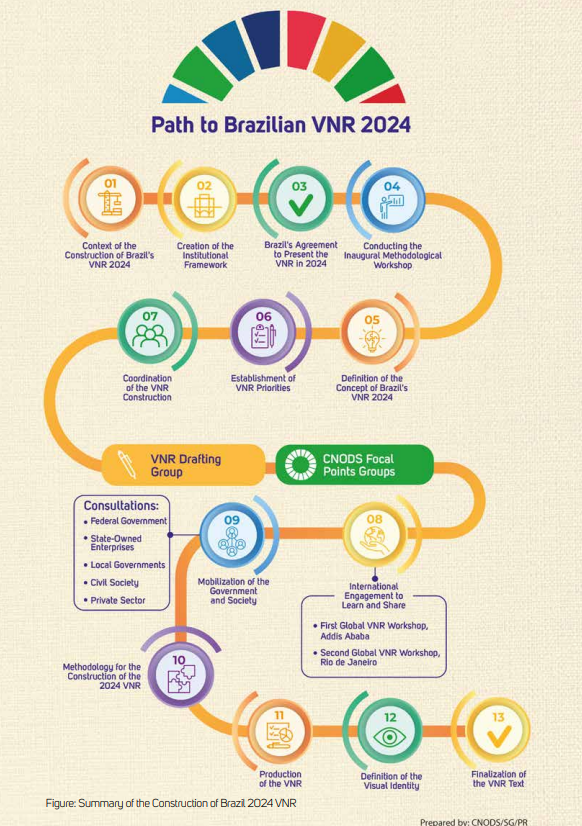 Path to Brazilian VNR 2024
01
Context of the
Construction of Brazil's
VNR 2024
02
Creation of the
Institutional
Framework
03
Brazil's Agreement
to Present the
VNR in 2024
04
Conducting the
Inaugural Methodological
Workshop
05
Definition of the
Concept of Brazil's
VNR 2024
06
Establishment of
VNR Priorities
07
Coordination
of the VNR
Construction
VNR Drafting
Group
CNODS Focal
Points Groups
08
International
Engagement to
Learn and Share
• First Global VNR Workshop,
Addis Ababa
• Second Global VNR Workshop,
Rio de Janeiro
09
Mobilization of the
Government
and Society
Consultations:
• Federal Government
• State-Owned
Enterprises
• Local Governments
• Civil Society
• Private Sector
10
Methodology for the
Construction of the
2024 VNR
11
Production
of the VNR
12
Definition of the
Visual Identity
13
Finalization of
the VNR Text
Figure: Summary of the Construction of Brazil 2024 VNR
Prepared by: CNODS/SG/PR